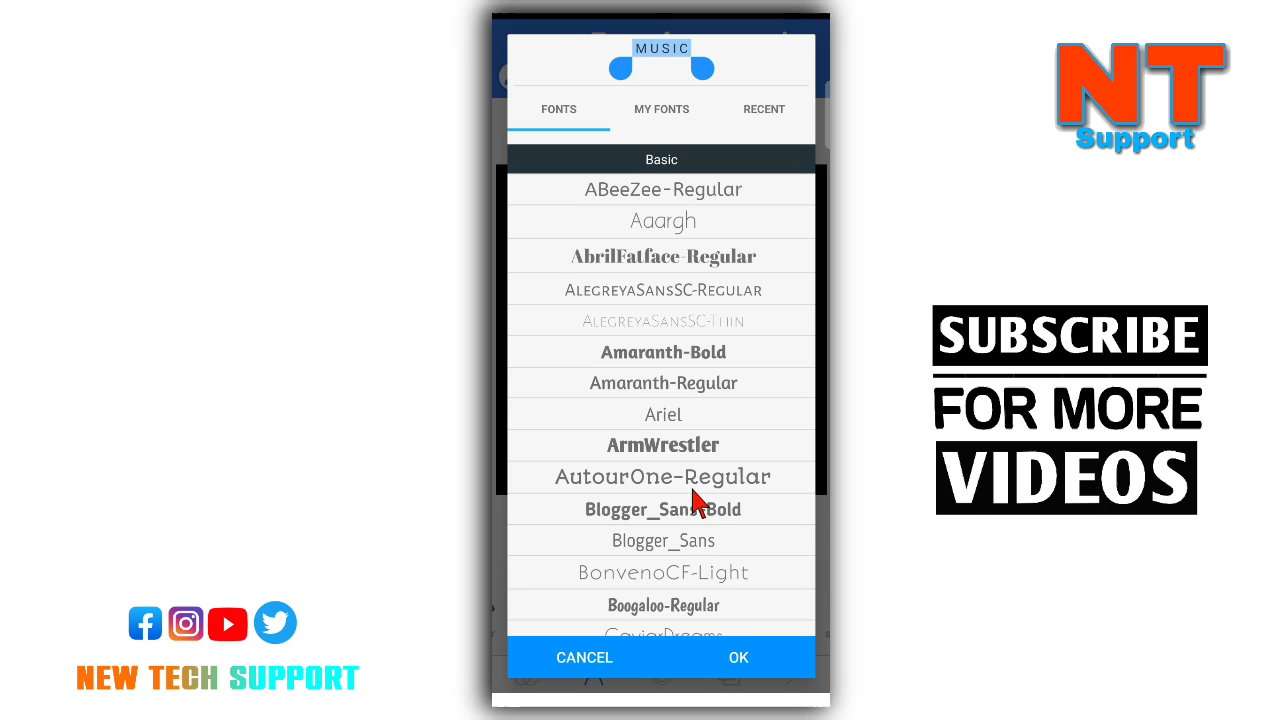 MUSIC
FONTS
MY FONTS
RECENT
Basic
ABeeZee-Regular
Aaargh
AbrilFatface-Regular
AlegreyaSansSC-Regular
AlegreyaSansSC-Thin
Amaranth-Bold
Amaranth-Regular
Ariel
ArmWrestler
AutourOne-Regular
Blogger_Sans-Bold
Blogger_Sans
BonvenoCF-Light
Boogaloo-Regular
CaviarDreams
CANCEL
OK
NT
Support
SUBSCRIBE
FOR MORE
VIDEOS
NEW TECH SUPPORT